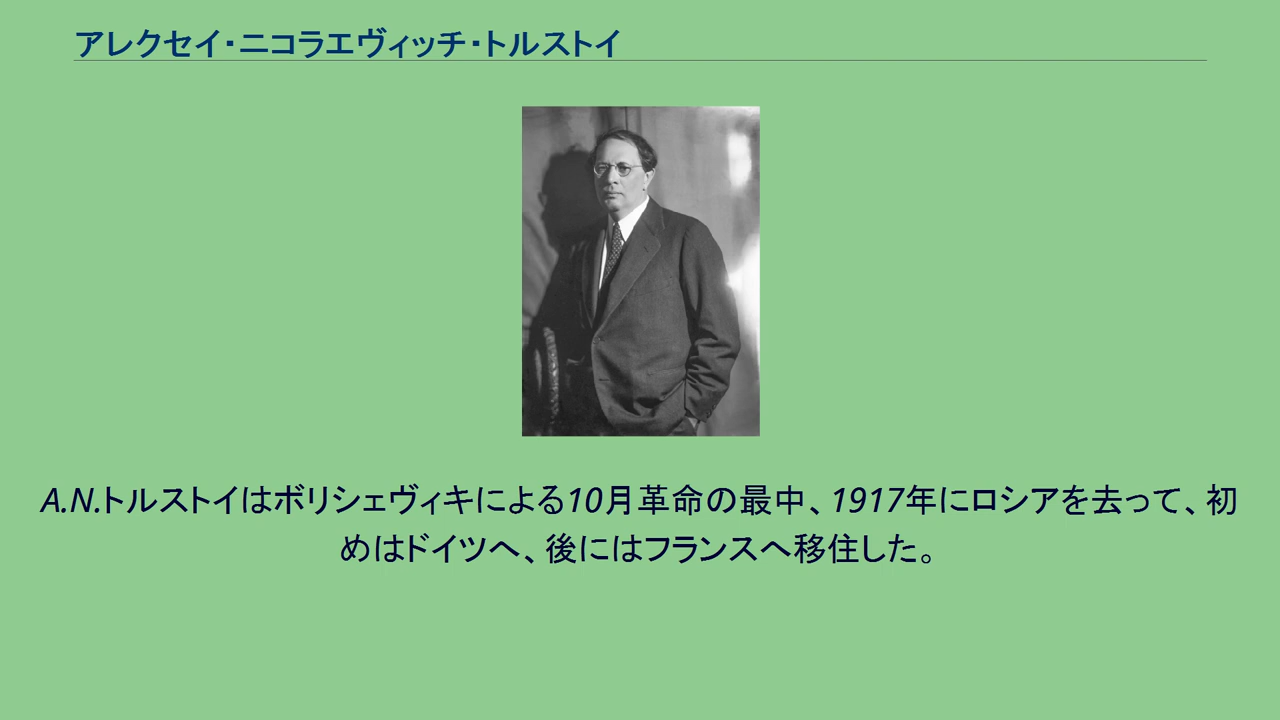 アレクセイ・ニコラエヴィッチ・トルストイ
A.N.トルストイはボリシェヴィキによる10月革命の最中、1917年にロシアを去って、初
めはドイツへ、後にはフランスへ移住した。